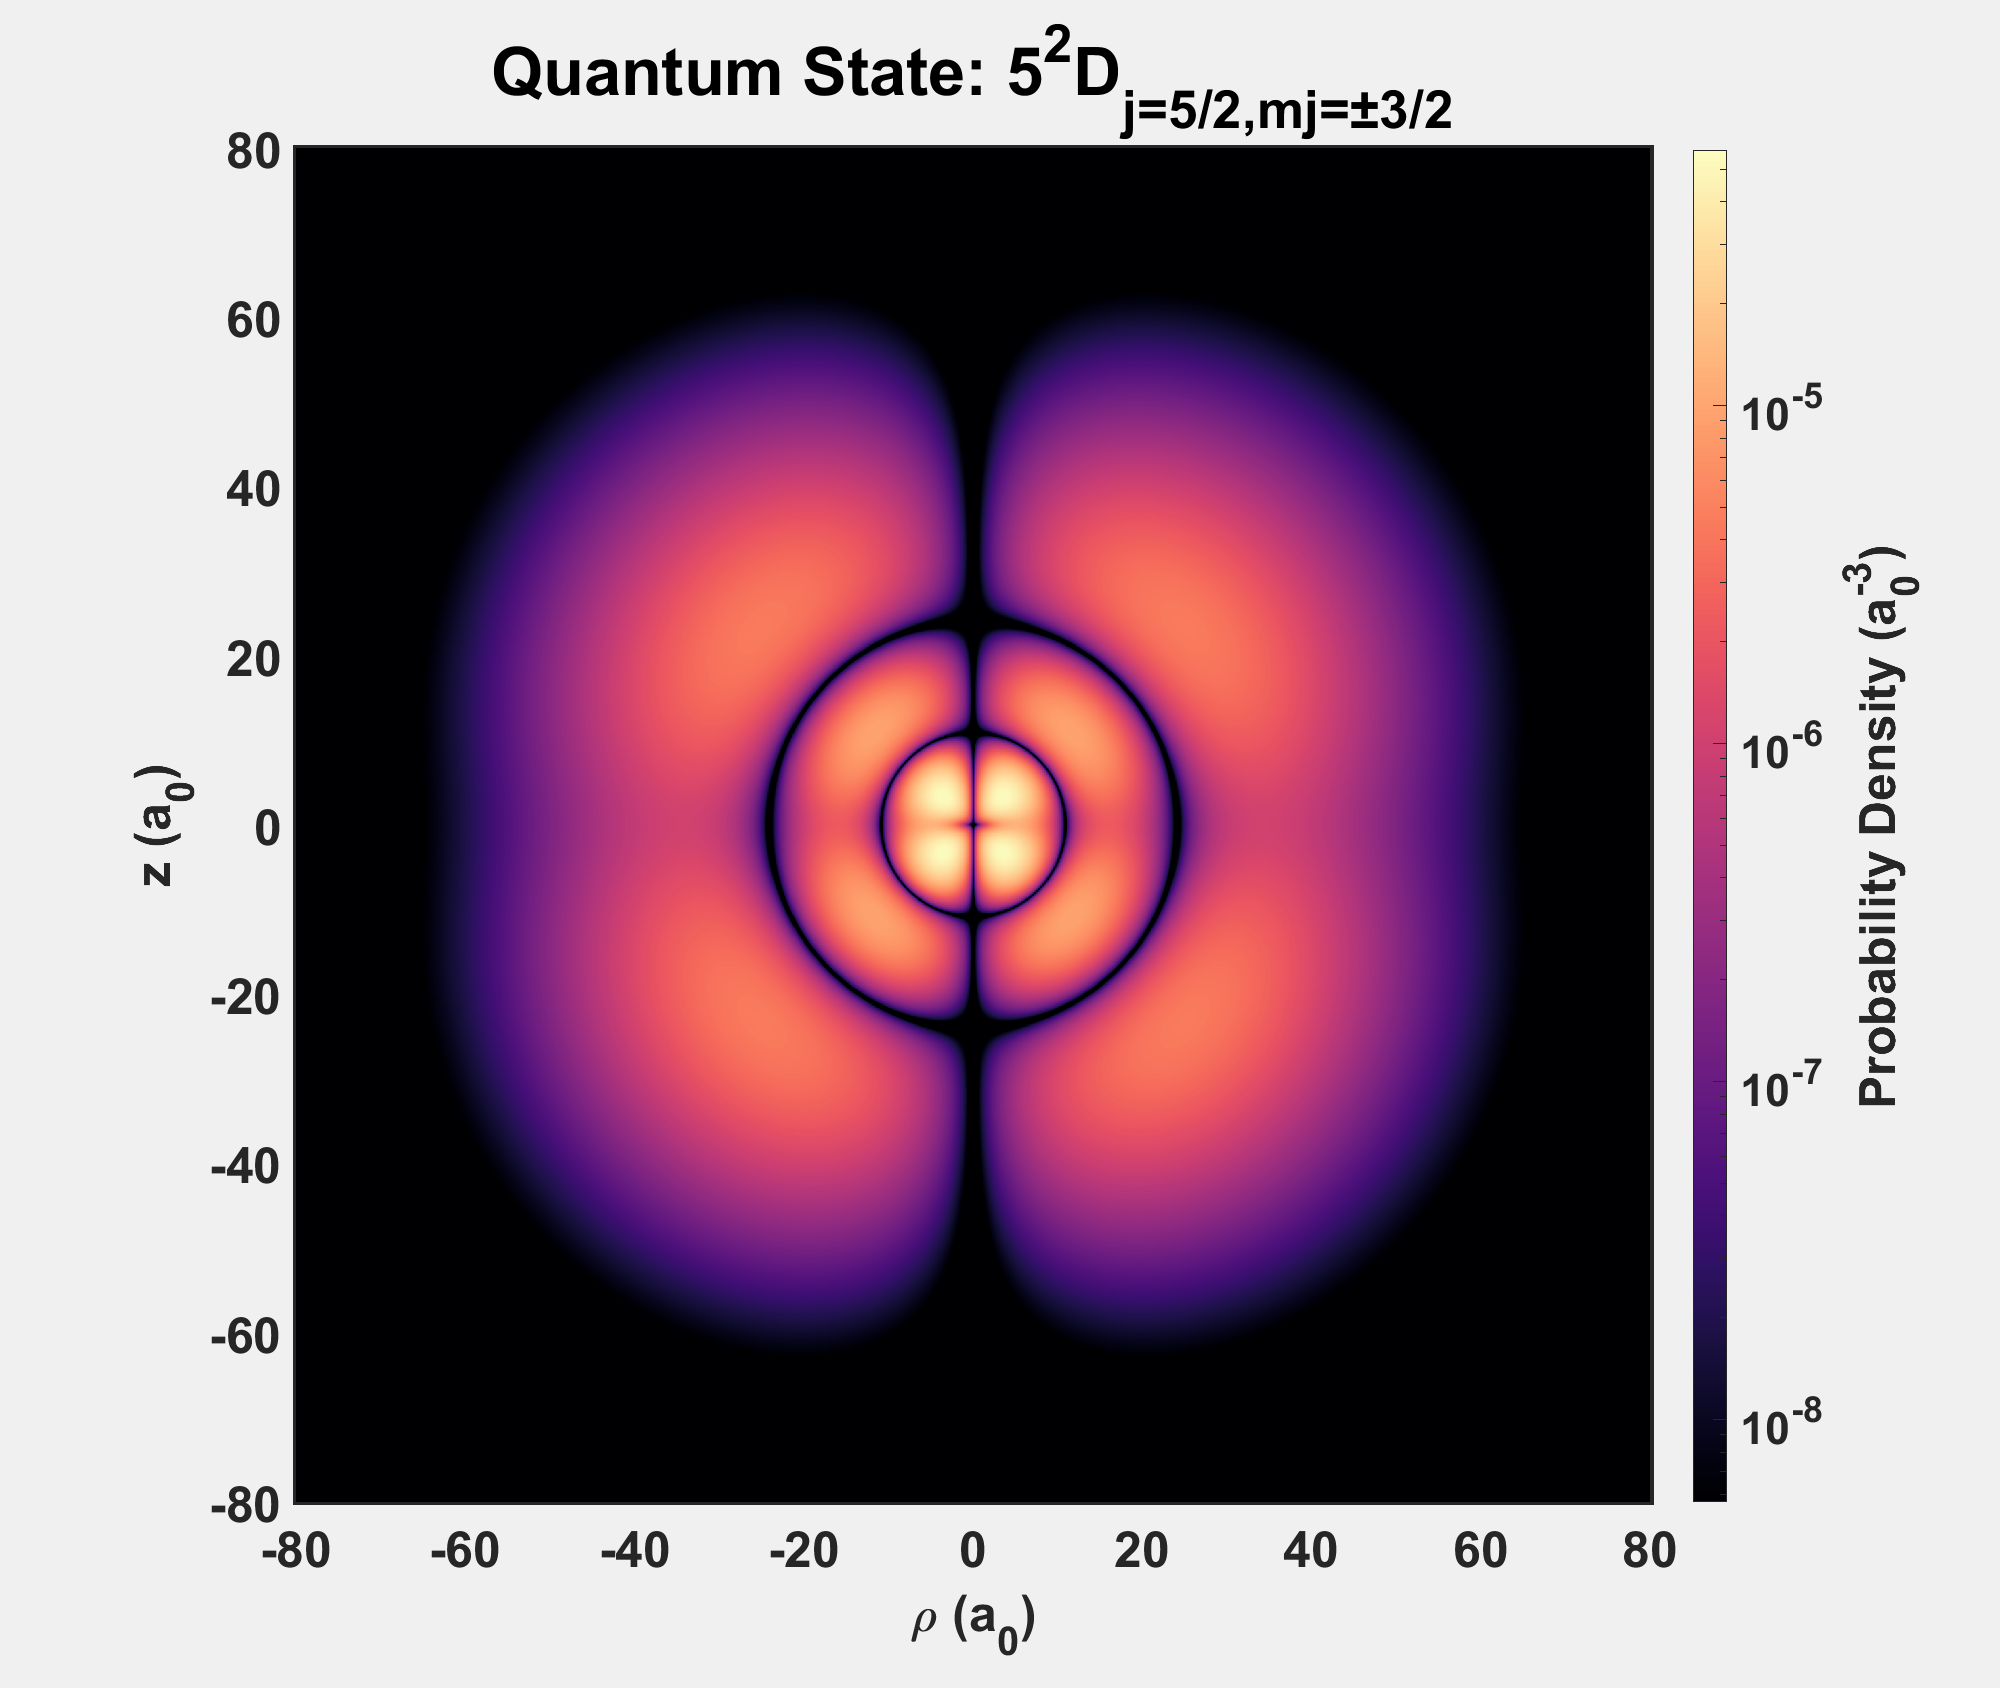 Quantum State: 5²D j=5/2,mj=±3/2
80
60
40
20
0
-20
-40
-60
-80
-80 -60 -40 -20 0 20 40 60 80
ρ (a₀)
z (a₀)
10⁻⁵
10⁻⁶
10⁻⁷
10⁻⁸
Probability Density (a₀⁻³)